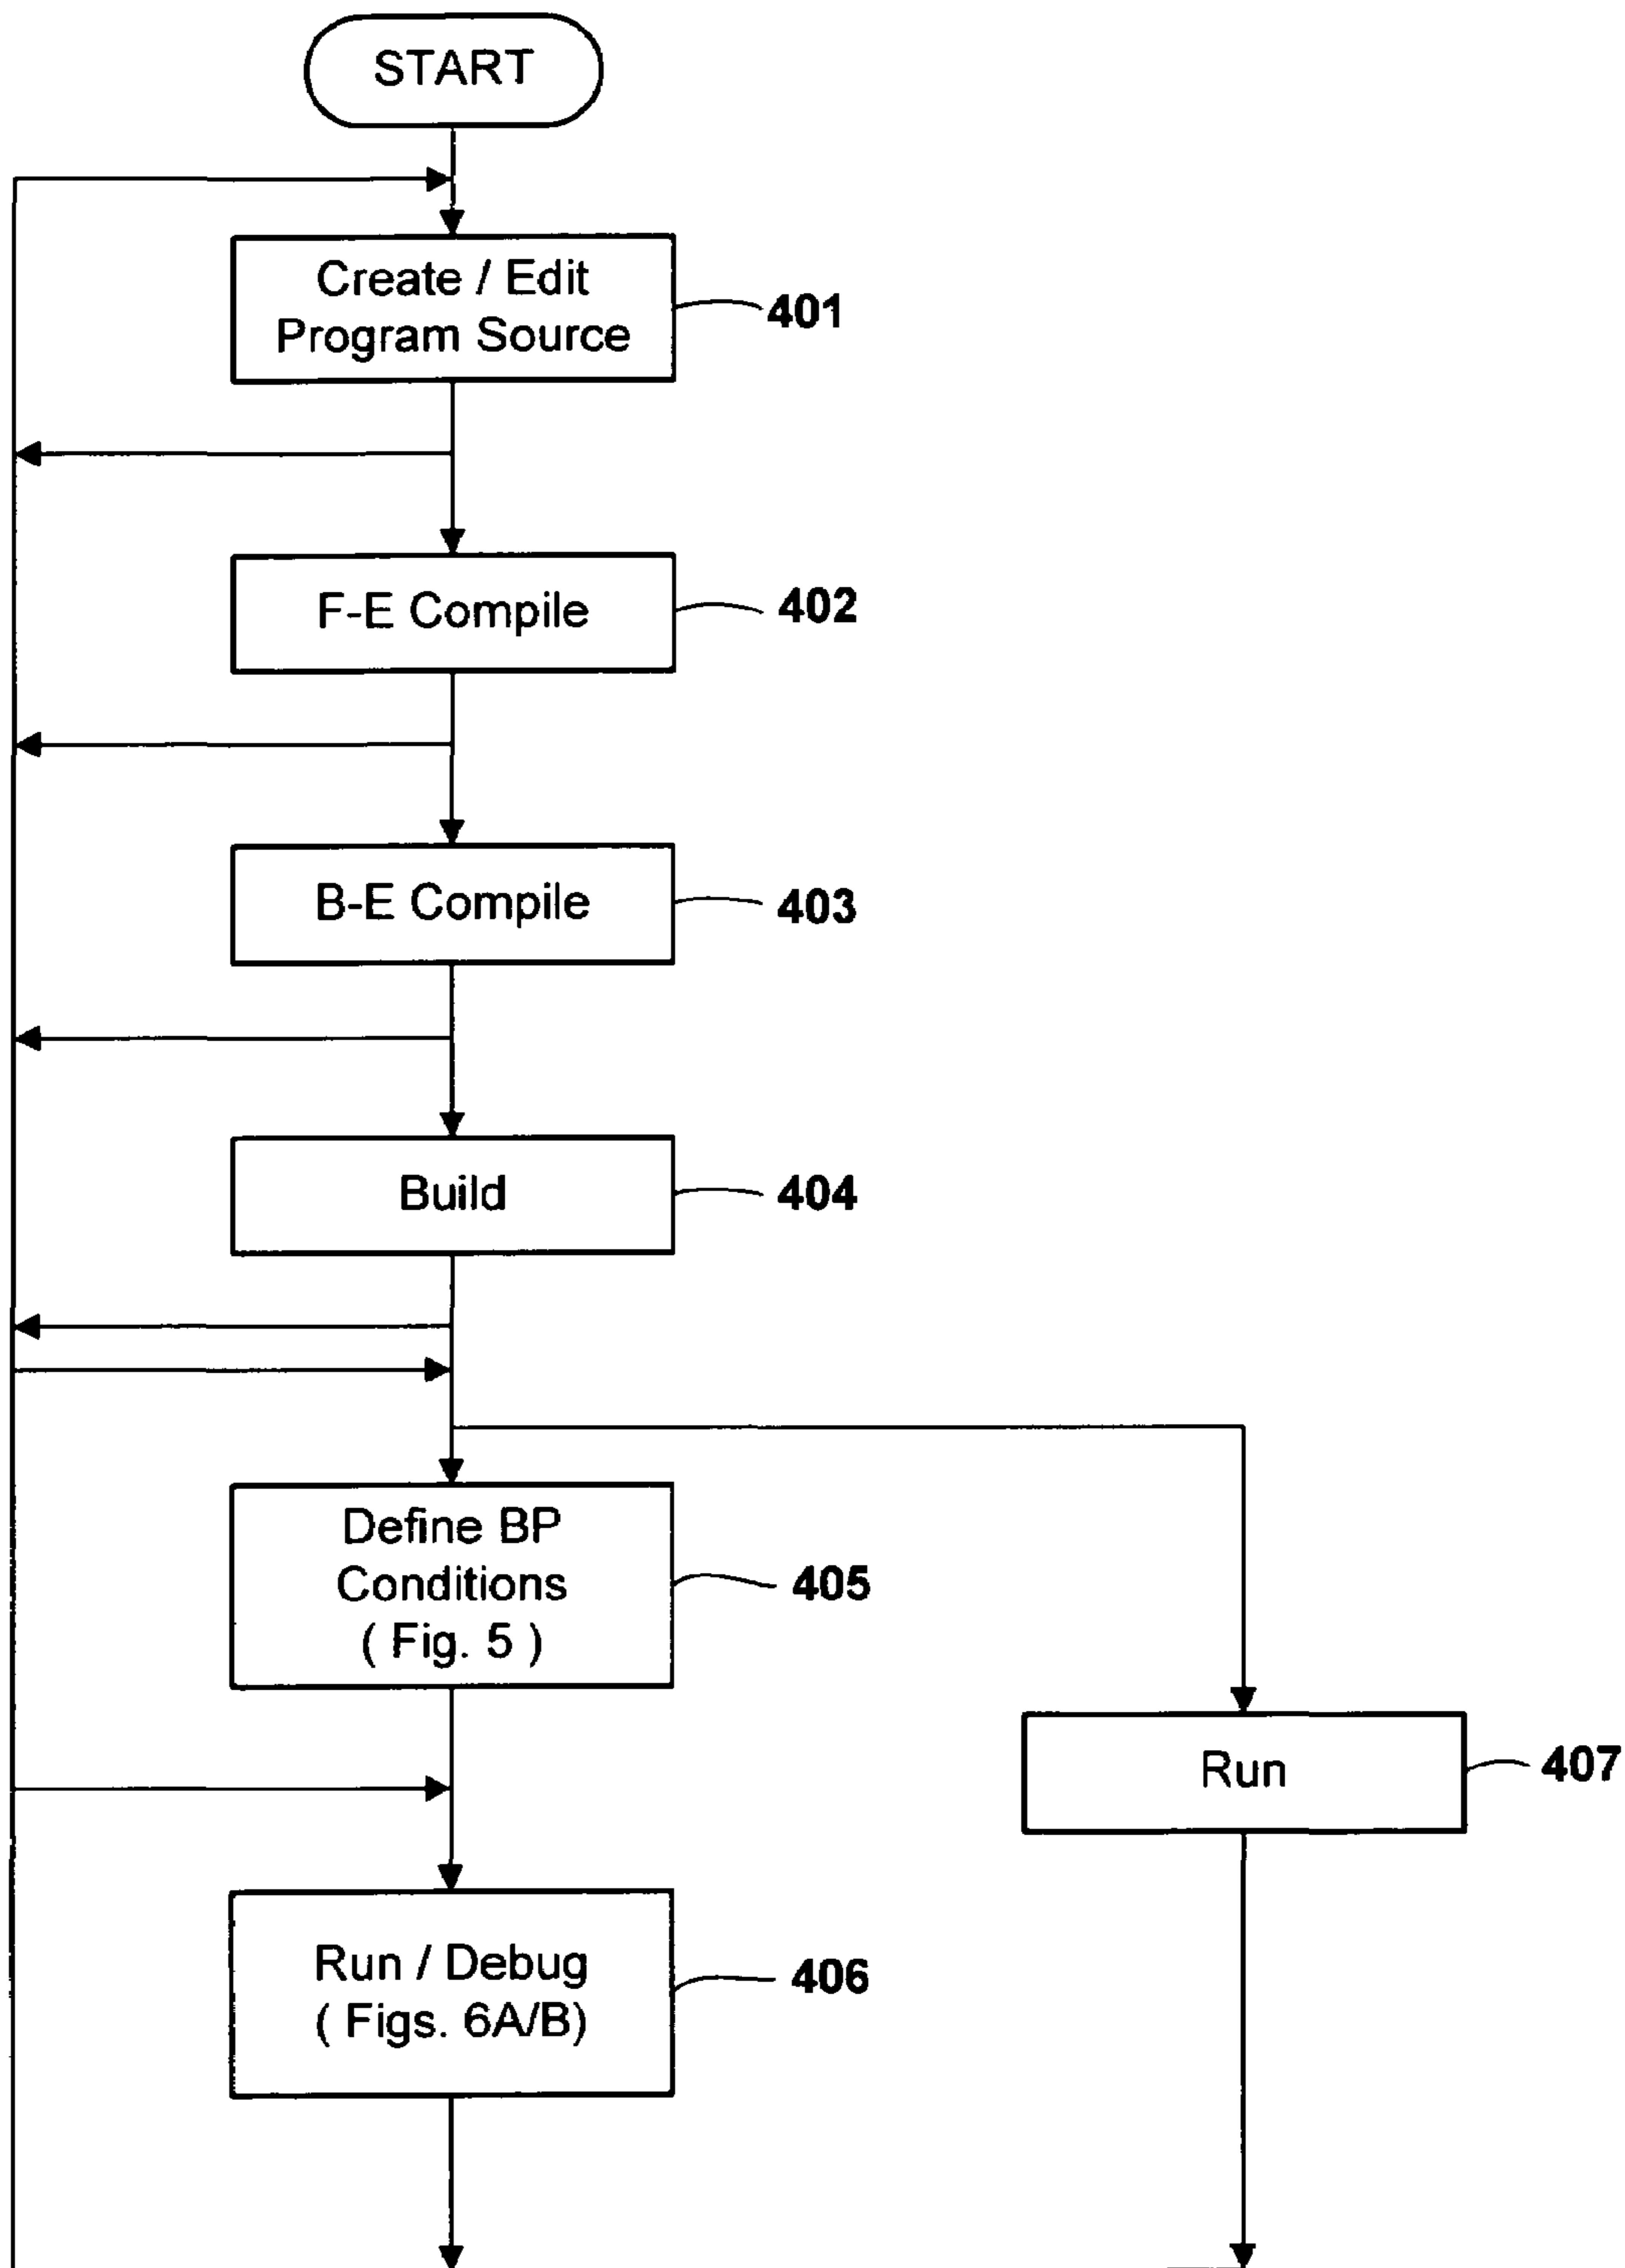 START
Create / Edit
Program Source
401
F-E Compile
402
B-E Compile
403
Build
404
Define BP
Conditions
( Fig. 5 )
405
Run
407
Run / Debug
( Figs. 6A/B)
406